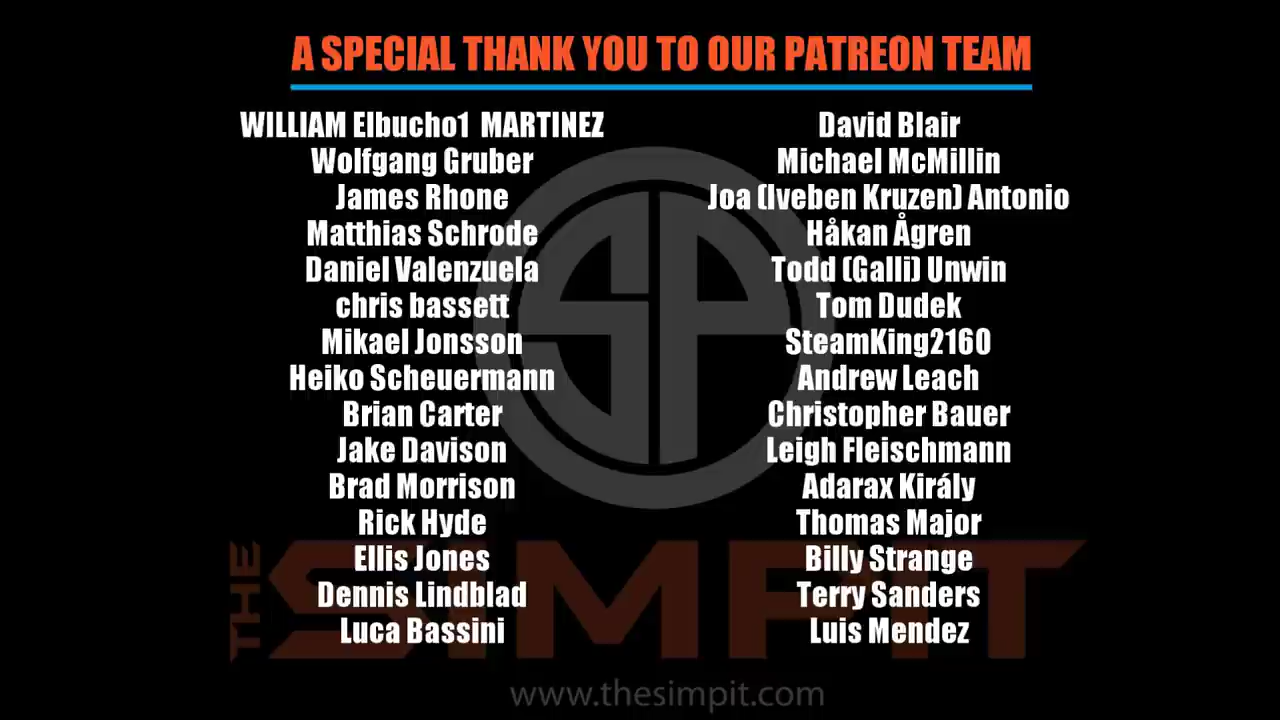 A SPECIAL THANK YOU TO OUR PATREON TEAM
WILLIAM Elbucho1  MARTINEZ
Wolfgang Gruber
James Rhone
Matthias Schrode
Daniel Valenzuela
chris bassett
Mikael Jonsson
Heiko Scheuermann
Brian Carter
Jake Davison
Brad Morrison
Rick Hyde
Ellis Jones
Dennis Lindblad
Luca Bassini
David Blair
Michael McMillin
Joa (Iveben Kruzen) Antonio
Håkan Ågren
Todd (Galli) Unwin
Tom Dudek
SteamKing2160
Andrew Leach
Christopher Bauer
Leigh Fleischmann
Adarax Király
Thomas Major
Billy Strange
Terry Sanders
Luis Mendez
SP
THE SIMPIT
www.thesimpit.com